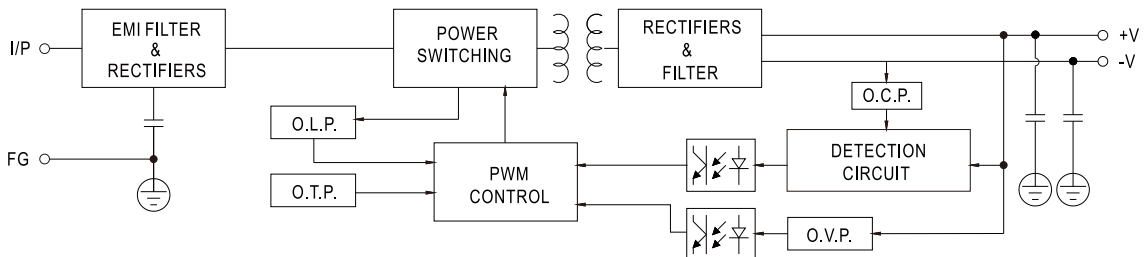 I/P
EMI FILTER
&
RECTIFIERS
POWER
SWITCHING
RECTIFIERS
&
FILTER
+V
-V
O.C.P.
O.L.P.
FG
DETECTION
CIRCUIT
PWM
CONTROL
O.T.P.
O.V.P.